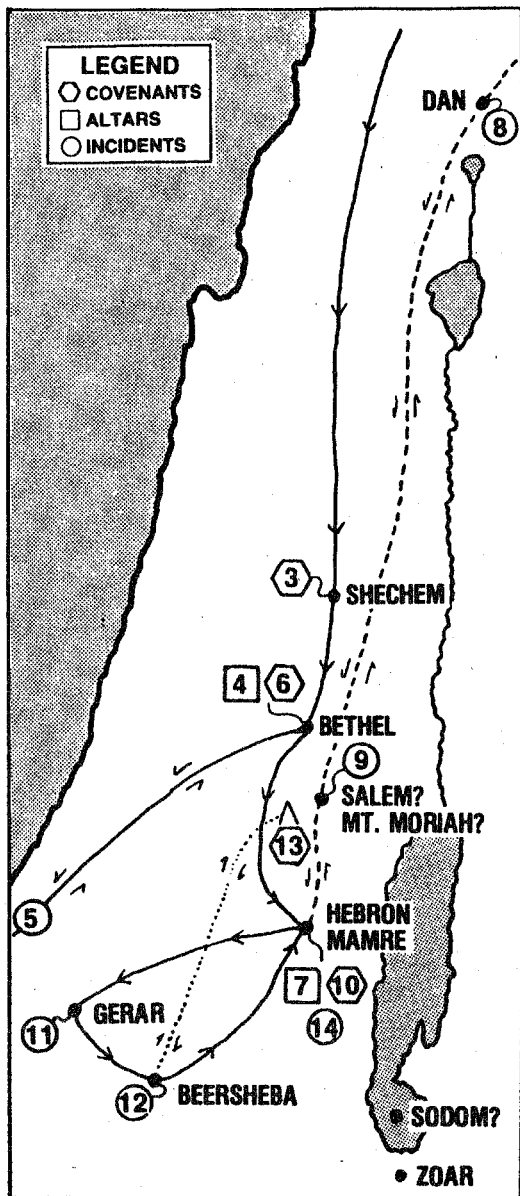 LEGEND
COVENANTS
ALTARS
INCIDENTS
DAN
8
3
SHECHEM
4 6
BETHEL
9
SALEM?
MT. MORIAH?
13
5
HEBRON
MAMRE
7 10
14
GERAR
11
12
BEERSHEBA
SODOM?
ZOAR